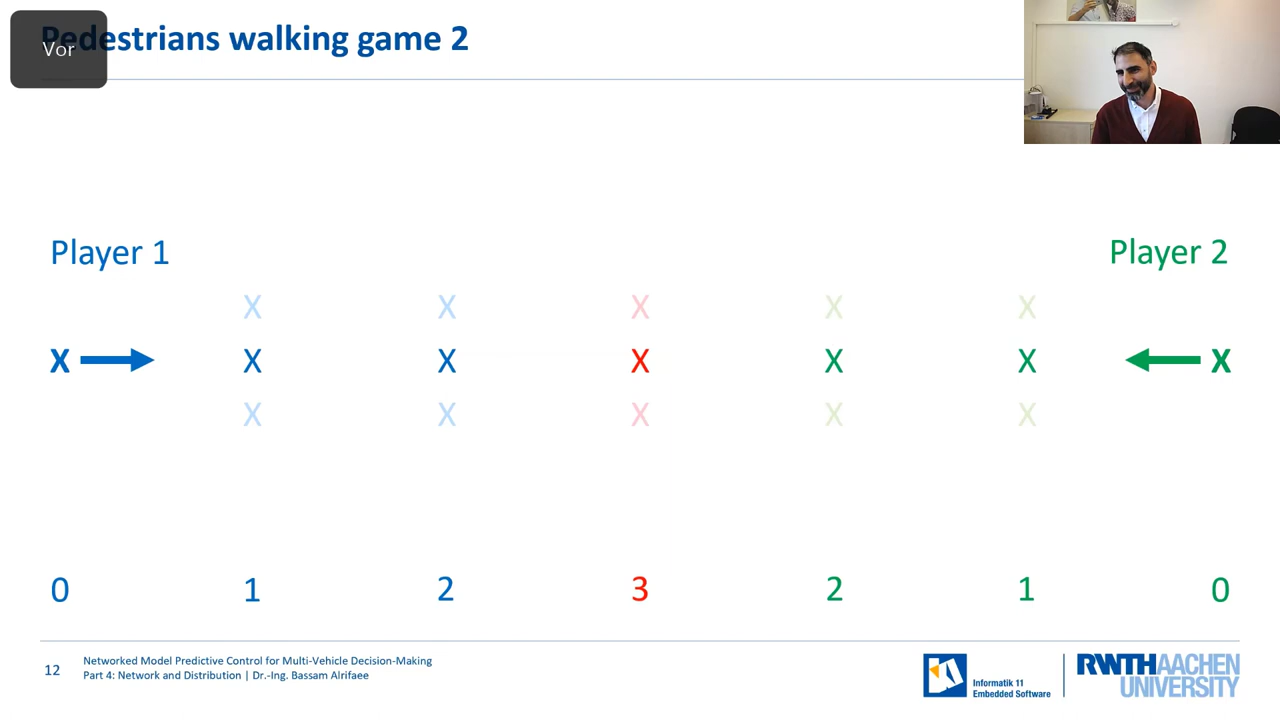 Pedestrians walking game 2
Vor
Player 1
Player 2
X X X X X
X X X X X X X
X X X X X
0 1 2 3 2 1 0
12
Networked Model Predictive Control for Multi-Vehicle Decision-Making
Part 4: Network and Distribution | Dr.-Ing. Bassam Alrifaee
Informatik 11
Embedded Software
RWTHAACHEN
UNIVERSITY